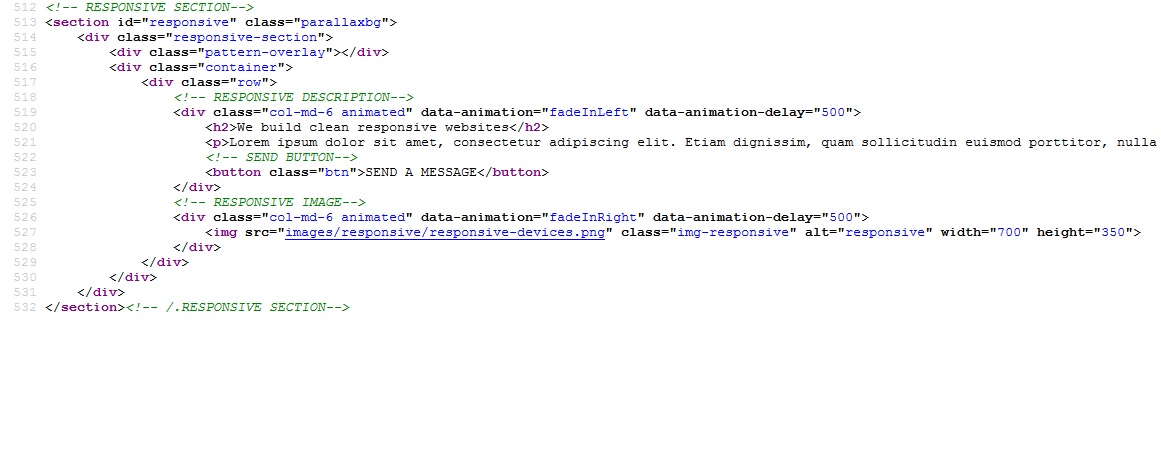 512 <!-- RESPONSIVE SECTION-->
513 <section id="responsive" class="parallaxbg">
514     <div class="responsive-section">
515         <div class="pattern-overlay"></div>
516         <div class="container">
517             <div class="row">
518                 <!-- RESPONSIVE DESCRIPTION-->
519                 <div class="col-md-6 animated" data-animation="fadeInLeft" data-animation-delay="500">
520                     <h2>We build clean responsive websites</h2>
521                     <p>Lorem ipsum dolor sit amet, consectetur adipiscing elit. Etiam dignissim, quam sollicitudin euismod porttitor, nulla
522                     <!-- SEND BUTTON-->
523                     <button class="btn">SEND A MESSAGE</button>
524                 </div>
525                 <!-- RESPONSIVE IMAGE-->
526                 <div class="col-md-6 animated" data-animation="fadeInRight" data-animation-delay="500">
527                     <img src="images/responsive/responsive-devices.png" class="img-responsive" alt="responsive" width="700" height="350">
528                 </div>
529             </div>
530         </div>
531     </div>
532 </section><!-- /.RESPONSIVE SECTION-->